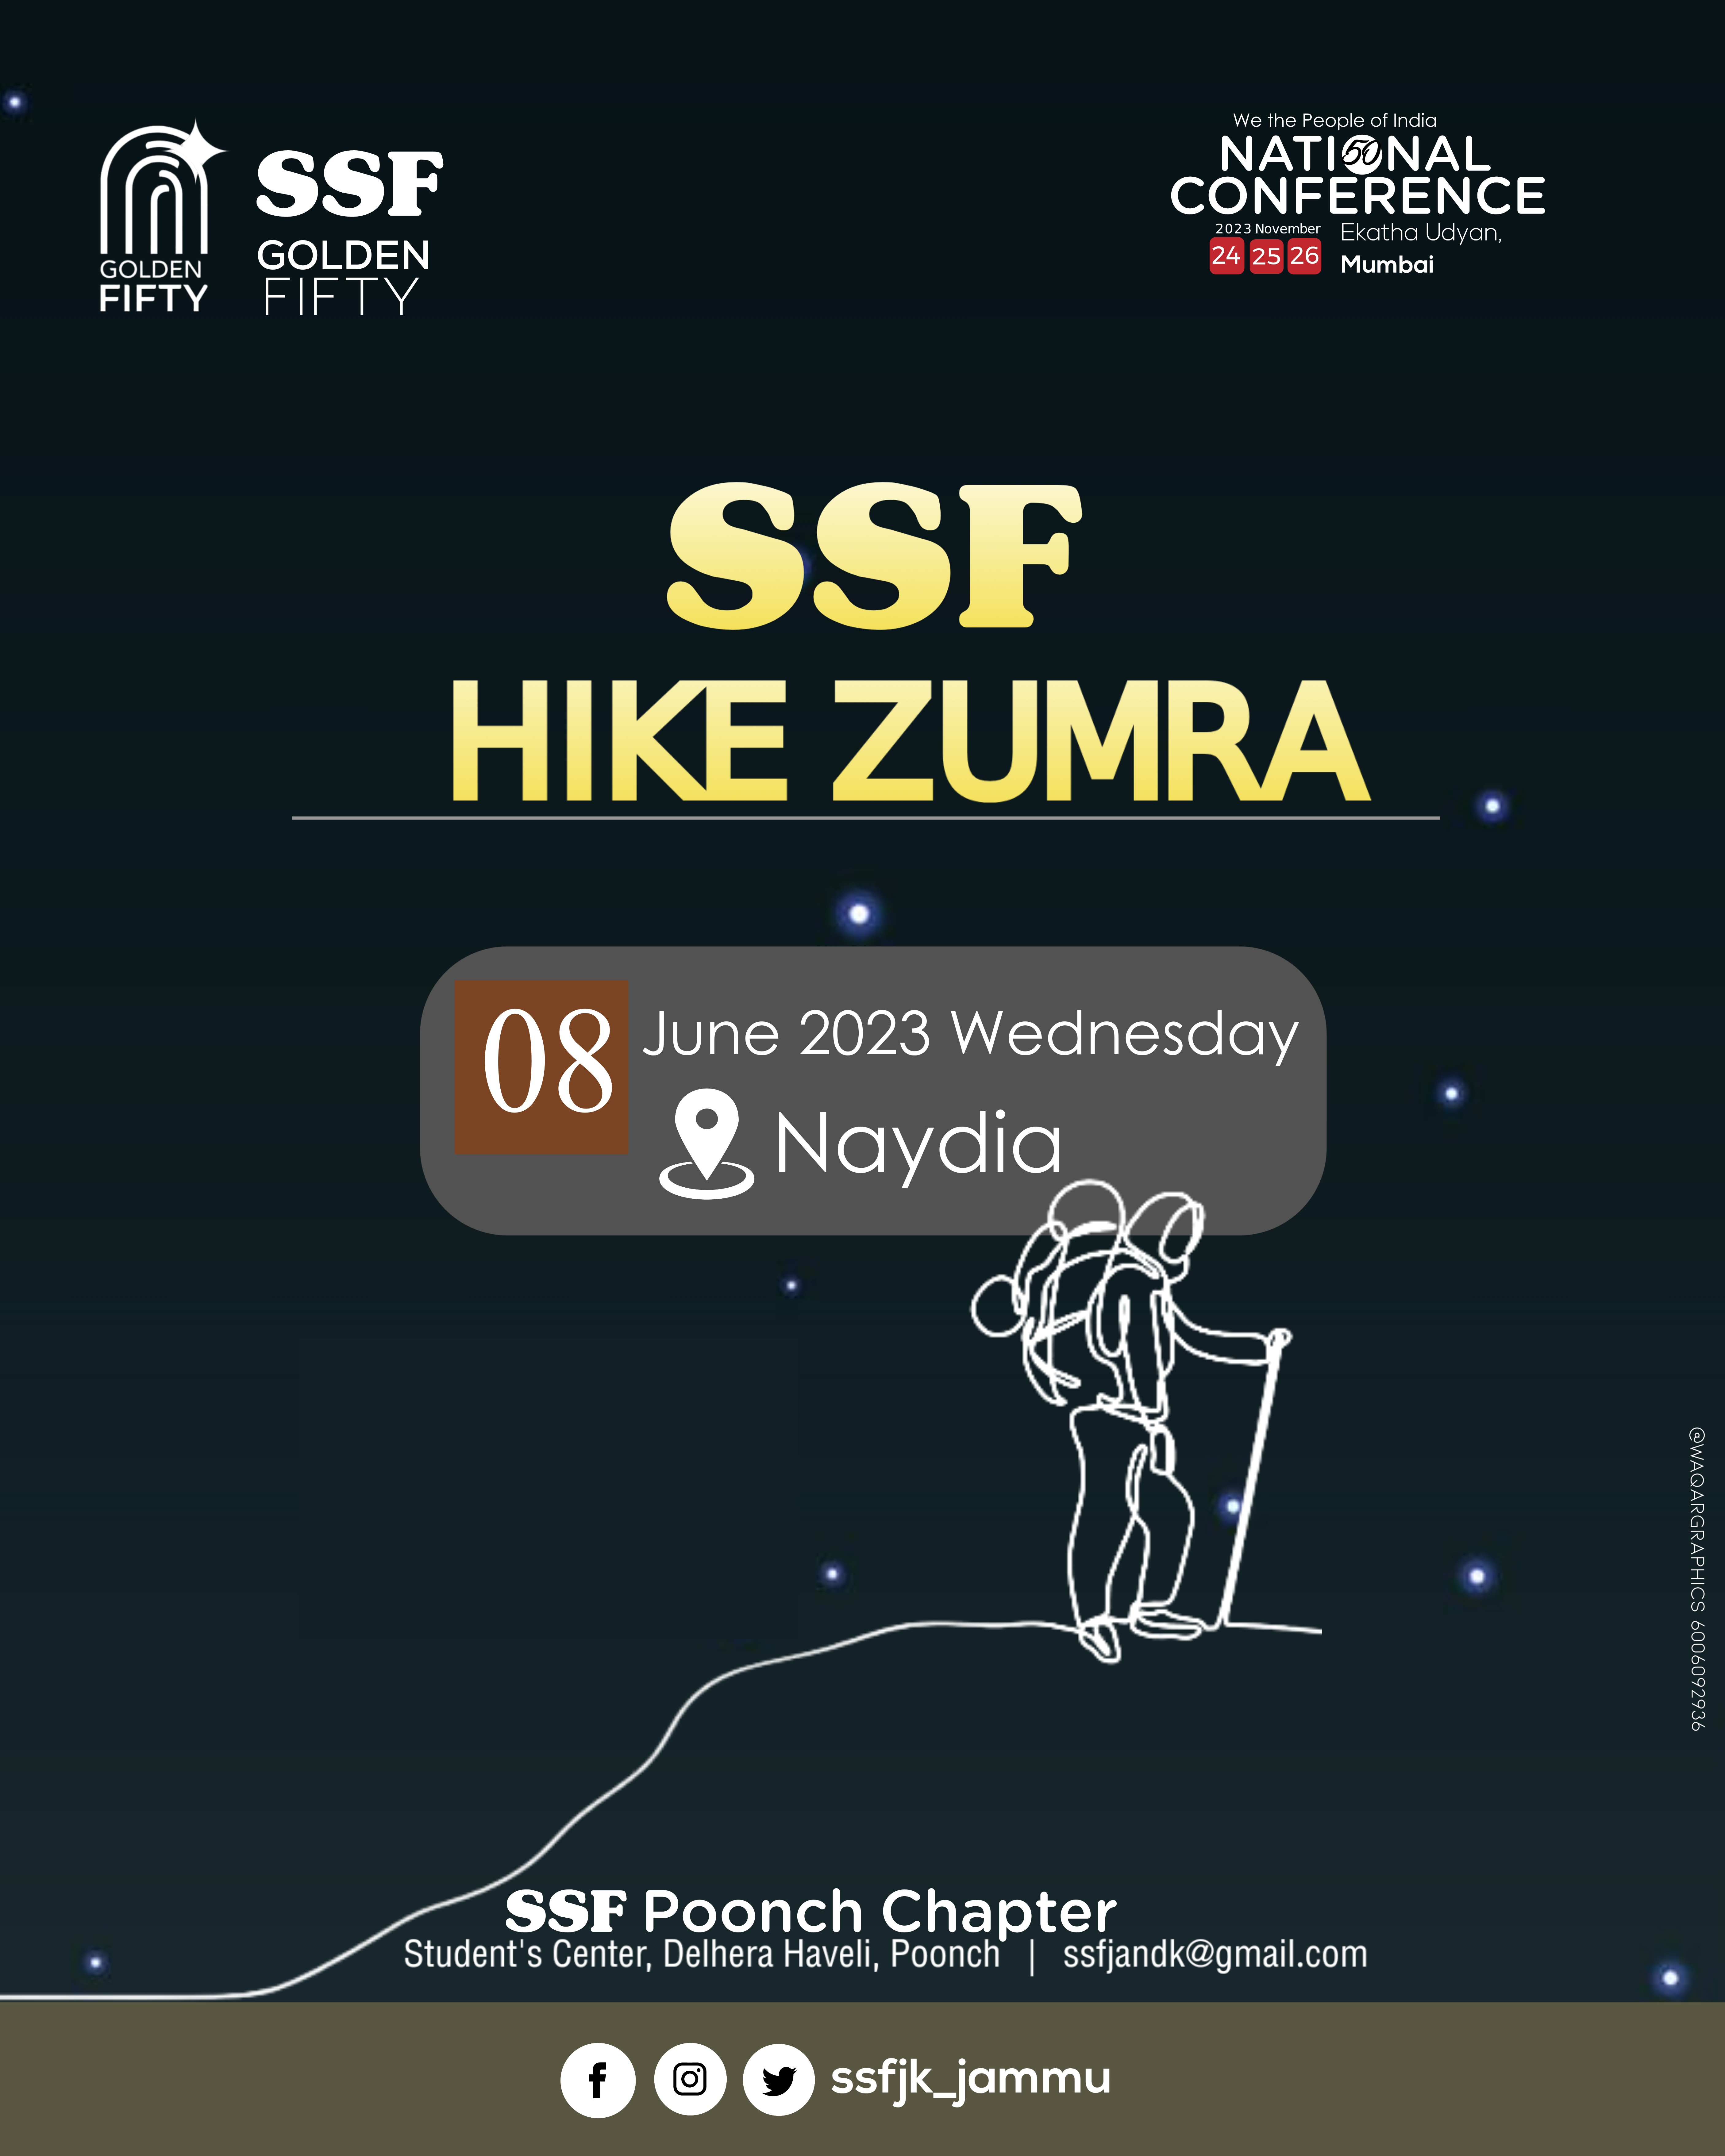 GOLDEN
FIFTY
SSF
GOLDEN
FIFTY
We the People of India
NATI50NAL
CONFERENCE
2023 November
24 25 26
Ekatha Udyan,
Mumbai
SSF
HIKE ZUMRA
08
June 2023 Wednesday
Naydia
@WAQARGRAPHICS 6006092936
SSF Poonch Chapter
Student's Center, Delhera Haveli, Poonch | ssfjandk@gmail.com
ssfjk_jammu